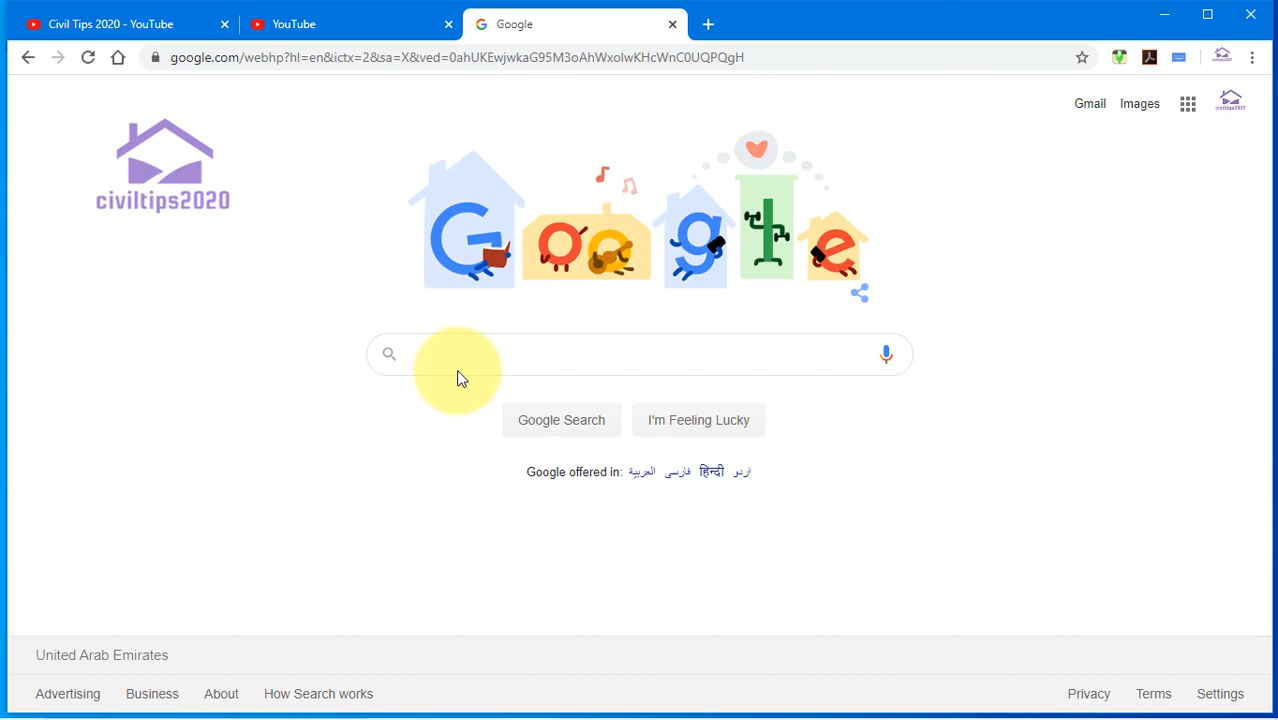 Civil Tips 2020 - YouTube
YouTube
Google
google.com/webhp?hl=en&ictx=2&sa=X&ved=0ahUKEwjwkaG95M3oAhWxolwKHcWnC0UQPQgH
Gmail Images
civiltips2020
Google
Google Search I'm Feeling Lucky
Google offered in: العربية فارسی हिन्दी اردو
United Arab Emirates
Advertising Business About How Search works Privacy Terms Settings